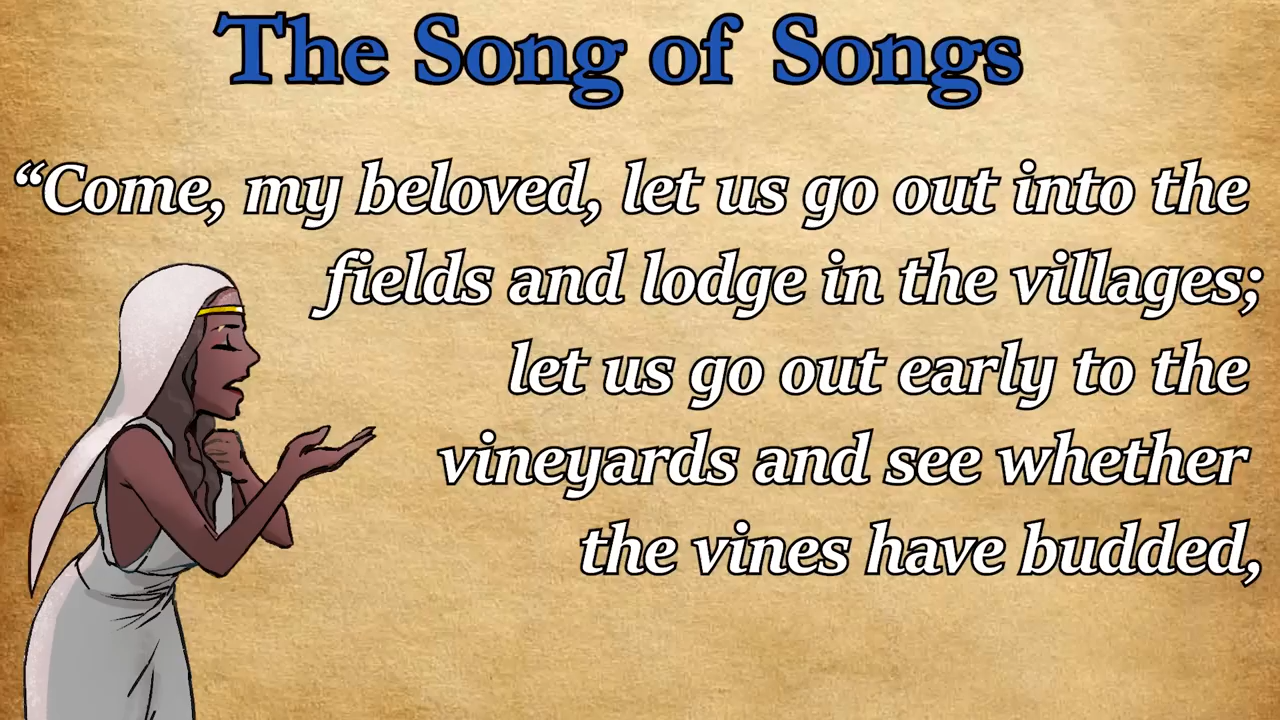 The Song of Songs
“Come, my beloved, let us go out into the
fields and lodge in the villages;
let us go out early to the
vineyards and see whether
the vines have budded,